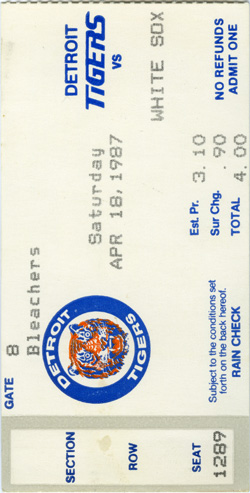 DETROIT
TIGERS
VS
WHITE SOX
Saturday
APR 18, 1987
NO REFUNDS
ADMIT ONE
Est. Pr. 3.10
Sur Chg. .90
TOTAL 4.00
GATE 8
Bleachers
DETROIT TIGERS
Subject to the conditions set
forth on the back hereof.
RAIN CHECK
SECTION
ROW
SEAT 1289